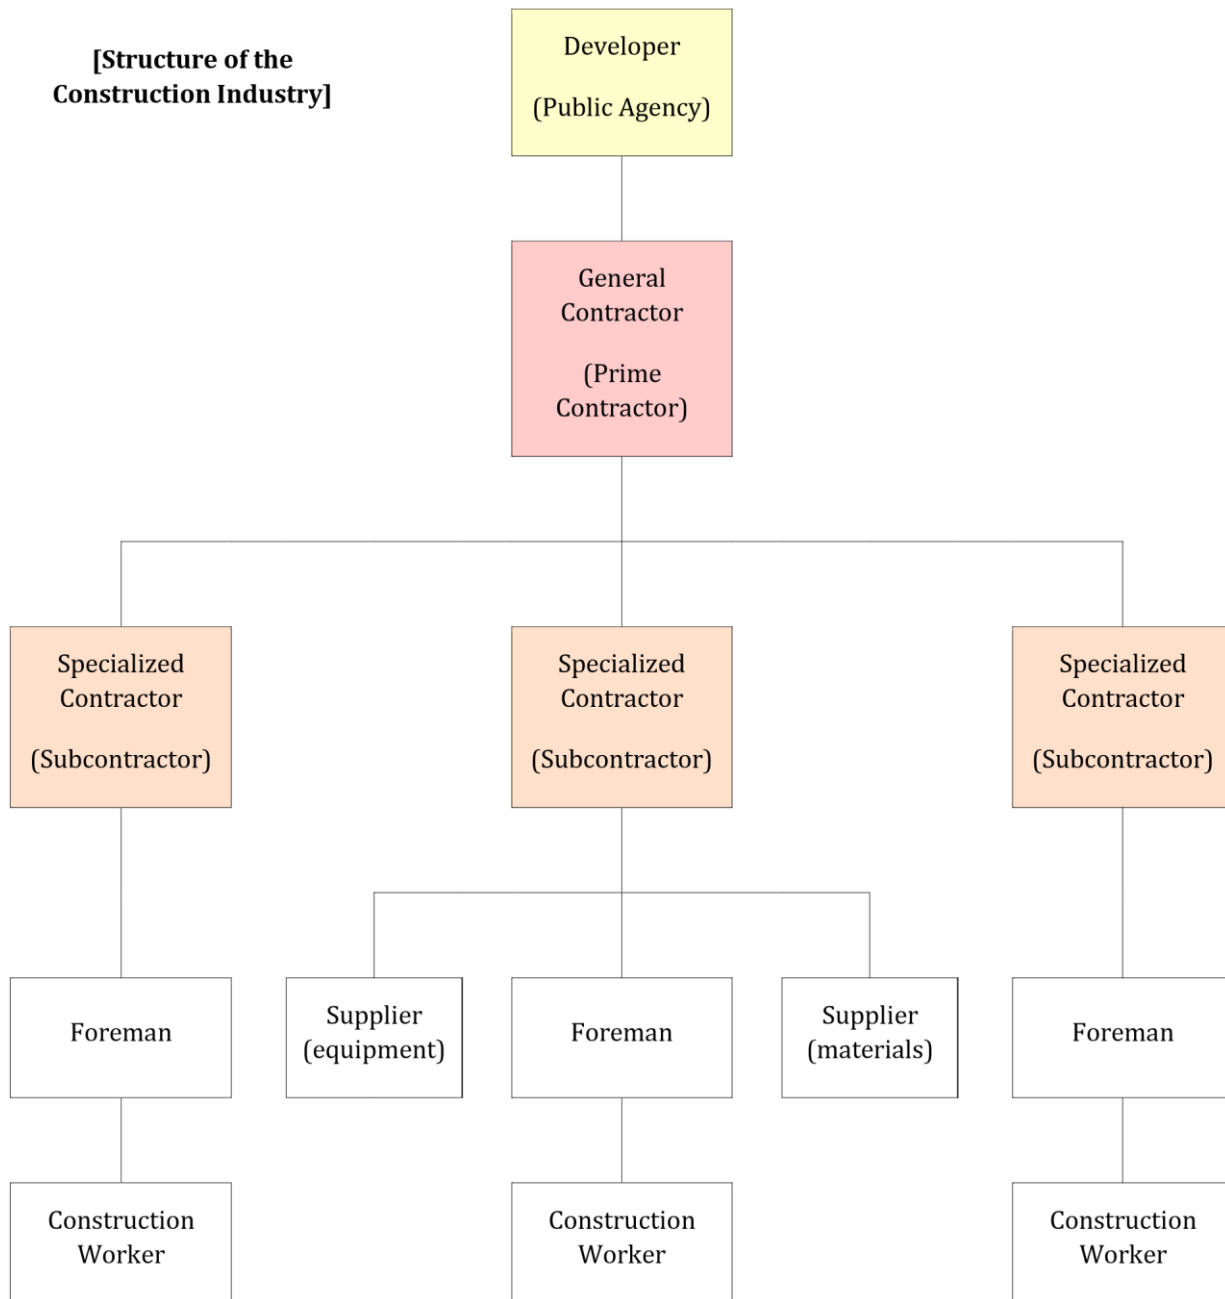 [Structure of the
Construction Industry]
Developer
(Public Agency)
General
Contractor
(Prime
Contractor)
Specialized
Contractor
(Subcontractor)
Specialized
Contractor
(Subcontractor)
Specialized
Contractor
(Subcontractor)
Foreman
Supplier
(equipment)
Foreman
Supplier
(materials)
Foreman
Construction
Worker
Construction
Worker
Construction
Worker